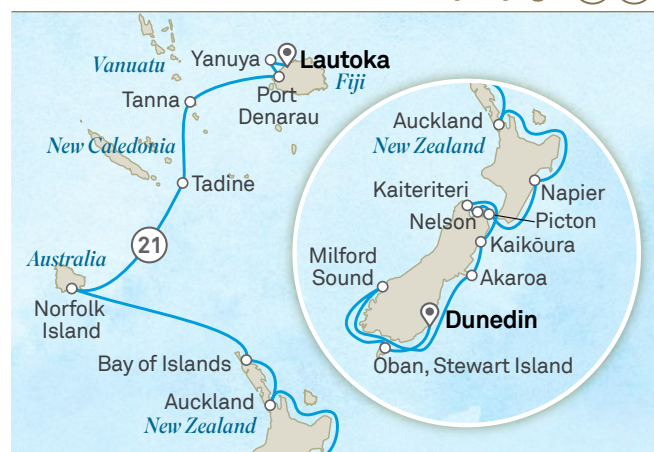 Vanuatu
Yanuya
Lautoka
Fiji
Port
Denarau
Tanna
New Caledonia
Tadine
21
Australia
Norfolk
Island
Bay of Islands
Auckland
New Zealand
Auckland
New Zealand
Kaiteriteri
Napier
Nelson
Picton
Kaikōura
Milford
Sound
Akaroa
Dunedin
Oban, Stewart Island